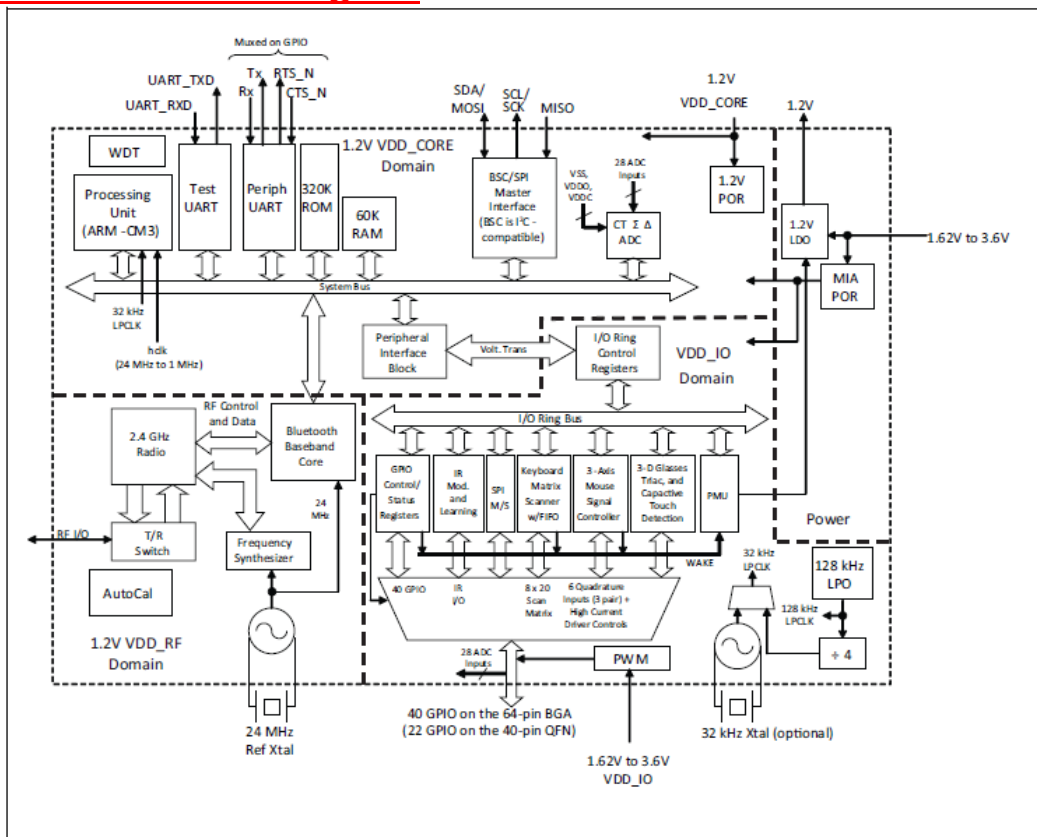 Muxed on GPIO
UART_TXD
Tx
RTS_N
UART_RXD
Rx
CTS_N
SDA/
MOSI
SCL/
SCK
MISO
1.2V
VDD_CORE
1.2V
WDT
1.2V VDD_CORE
Domain
Processing
Unit
(ARM -CM3)
Test
UART
Periph
UART
320K
ROM
60K
RAM
BSC/SPI
Master
Interface
(BSC is I²C -
compatible)
VSS,
VDDO,
VDDC
28 ADC
Inputs
CT Σ Δ
ADC
1.2V
POR
1.2V
LDO
1.62V to 3.6V
MIA
POR
System Bus
32 kHz
LPCLK
hclk
(24 MHz to 1 MHz)
Peripheral
Interface
Block
Volt. Trans
I/O Ring
Control
Registers
VDD_IO
Domain
I/O Ring Bus
RF Control
and Data
2.4 GHz
Radio
Bluetooth
Baseband
Core
24
MHz
GPIO
Control/
Status
Registers
IR
Mod.
and
Learning
SPI
M/S
Keyboard
Matrix
Scanner
w/FIFO
3-Axis
Mouse
Signal
Controller
3-D Glasses
Triac, and
Capactive
Touch
Detection
PMU
Power
RF I/O
T/R
Switch
Frequency
Synthesizer
WAKE
AutoCal
40 GPIO
IR
I/O
8 x 20
Scan
Matrix
6 Quadrature
Inputs (3 pair) +
High Current
Driver Controls
32 kHz
LPCLK
128 kHz
LPO
128 kHz
LPCLK
÷ 4
1.2V VDD_RF
Domain
28 ADC
Inputs
PWM
24 MHz
Ref Xtal
40 GPIO on the 64-pin BGA
(22 GPIO on the 40-pin QFN)
32 kHz Xtal (optional)
1.62V to 3.6V
VDD_IO